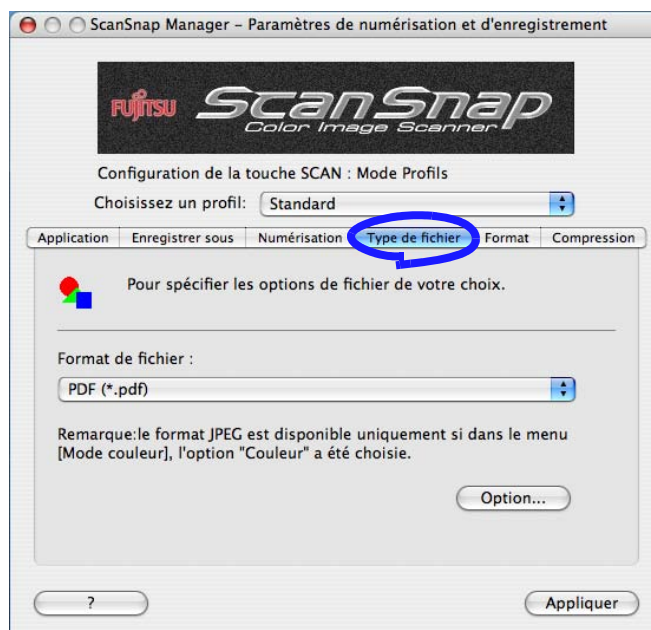 ScanSnap Manager – Paramètres de numérisation et d'enregistrement
FUJITSU ScanSnap
Color Image Scanner
Configuration de la touche SCAN : Mode Profils
Choisissez un profil: Standard
Application Enregistrer sous Numérisation Type de fichier Format Compression
Pour spécifier les options de fichier de votre choix.
Format de fichier :
PDF (*.pdf)
Remarque:le format JPEG est disponible uniquement si dans le menu
[Mode couleur], l'option "Couleur" a été choisie.
Option...
? Appliquer